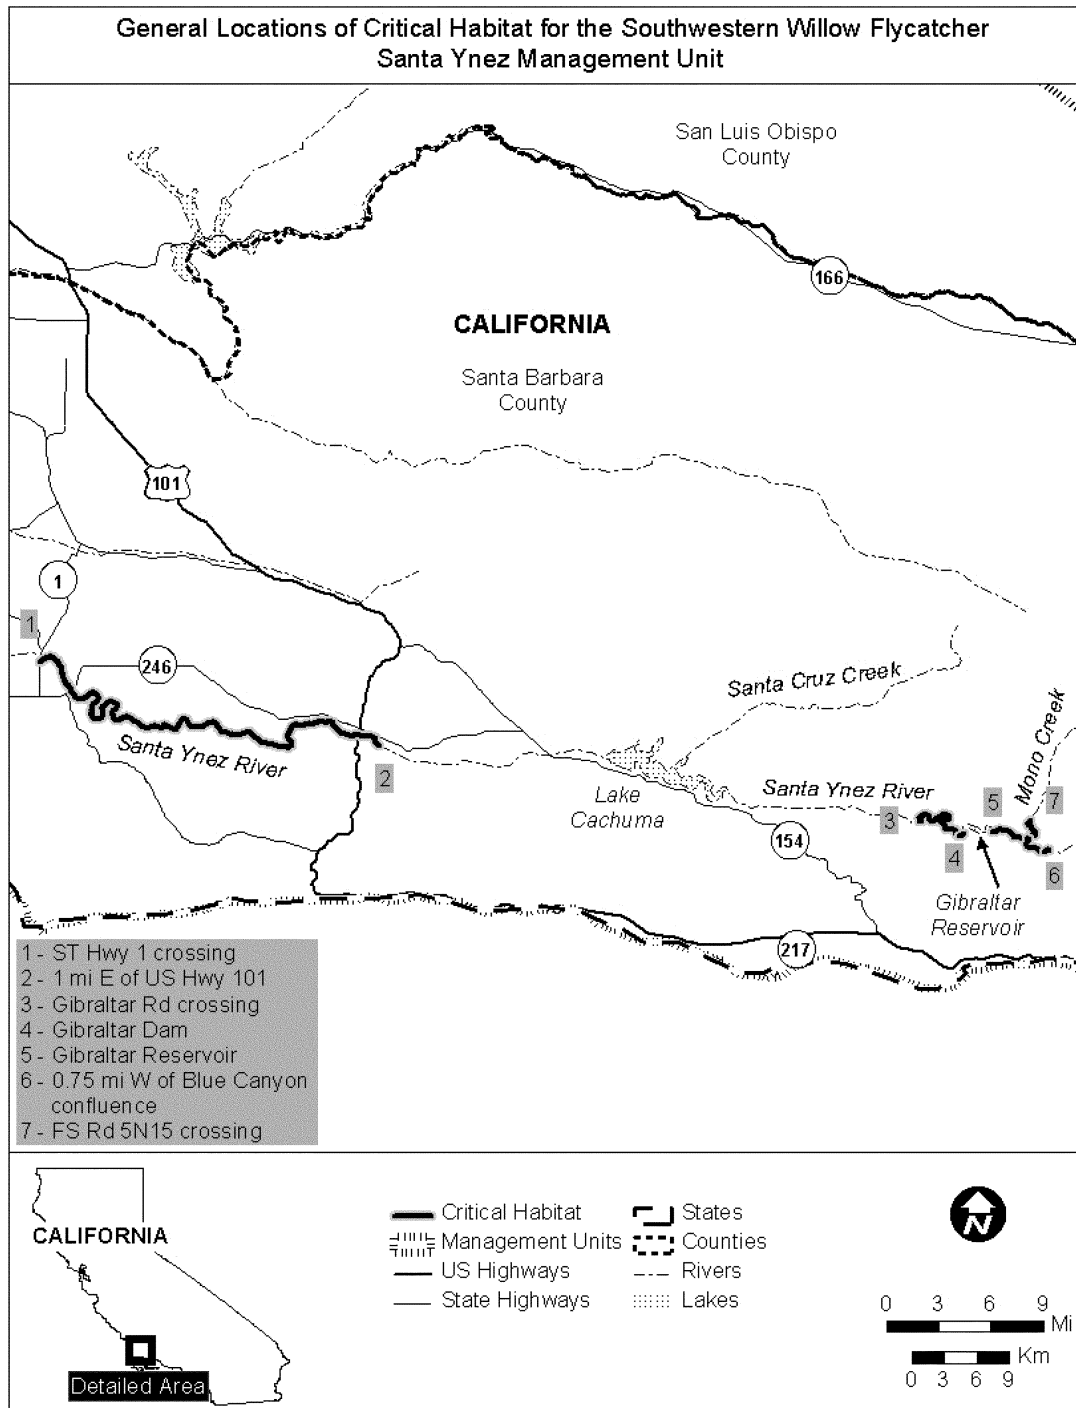 General Locations of Critical Habitat for the Southwestern Willow Flycatcher
Santa Ynez Management Unit
San Luis Obispo
County
166
CALIFORNIA
Santa Barbara
County
101
1
1
246
Santa Cruz Creek
Santa Ynez River
2
Lake
Cachuma
Santa Ynez River
3
4
5
Mono Creek
7
6
154
Gibraltar
Reservoir
217
1 - ST Hwy 1 crossing
2 - 1 mi E of US Hwy 101
3 - Gibraltar Rd crossing
4 - Gibraltar Dam
5 - Gibraltar Reservoir
6 - 0.75 mi W of Blue Canyon
confluence
7 - FS Rd 5N15 crossing
CALIFORNIA
Detailed Area
Critical Habitat
Management Units
US Highways
State Highways
States
Counties
Rivers
Lakes
N
0 3 6 9
Mi
Km
0 3 6 9